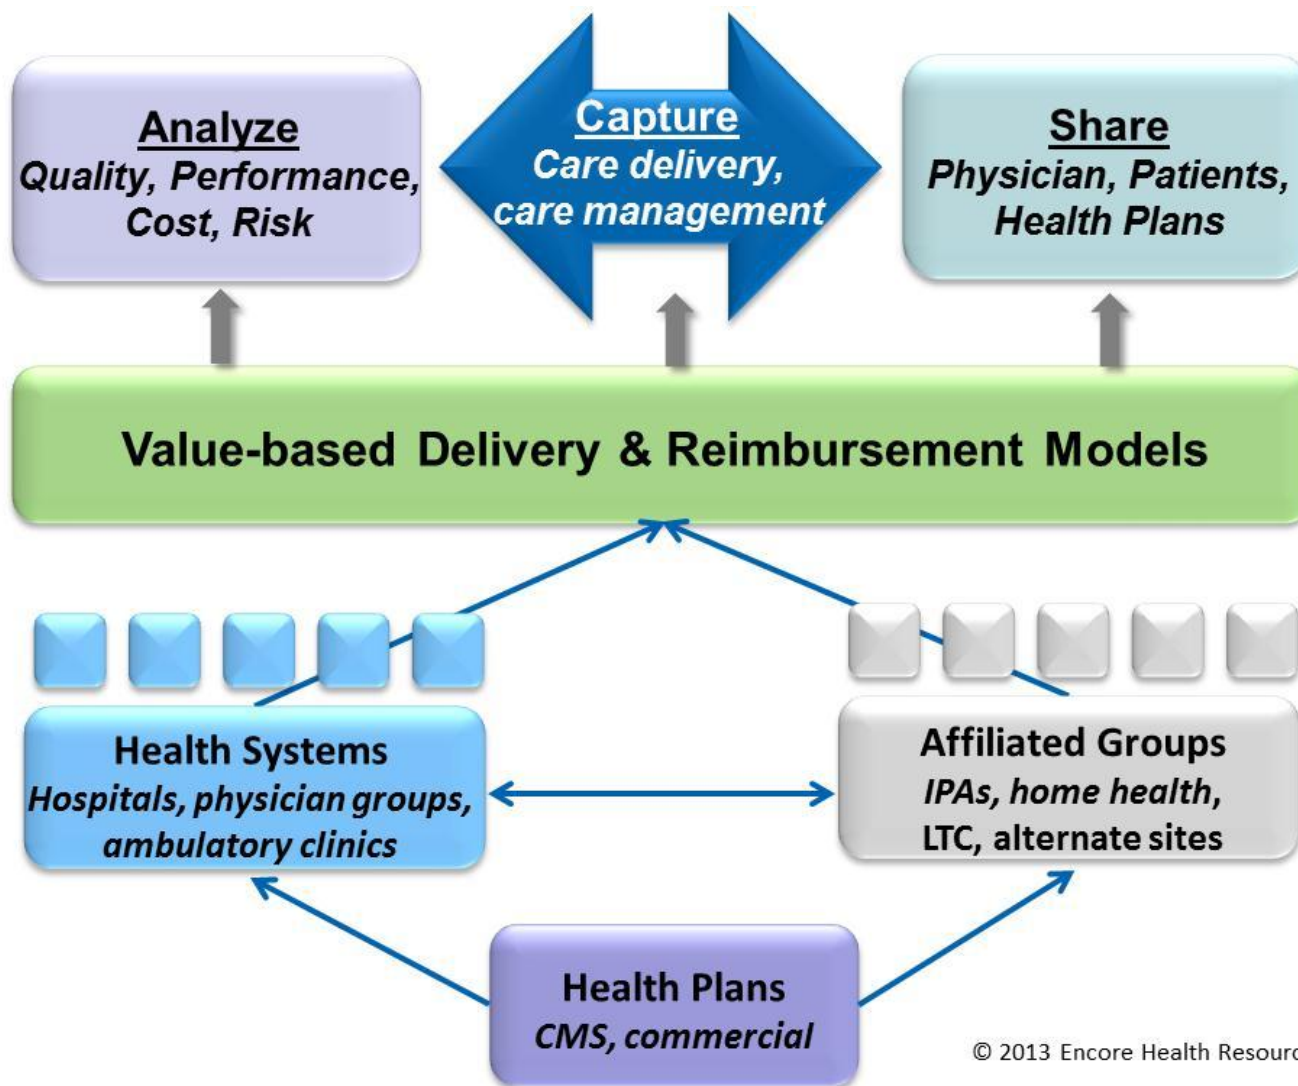 Analyze
Quality, Performance,
Cost, Risk
Capture
Care delivery,
care management
Share
Physician, Patients,
Health Plans
Value-based Delivery & Reimbursement Models
Health Systems
Hospitals, physician groups,
ambulatory clinics
Affiliated Groups
IPAs, home health,
LTC, alternate sites
Health Plans
CMS, commercial
© 2013 Encore Health